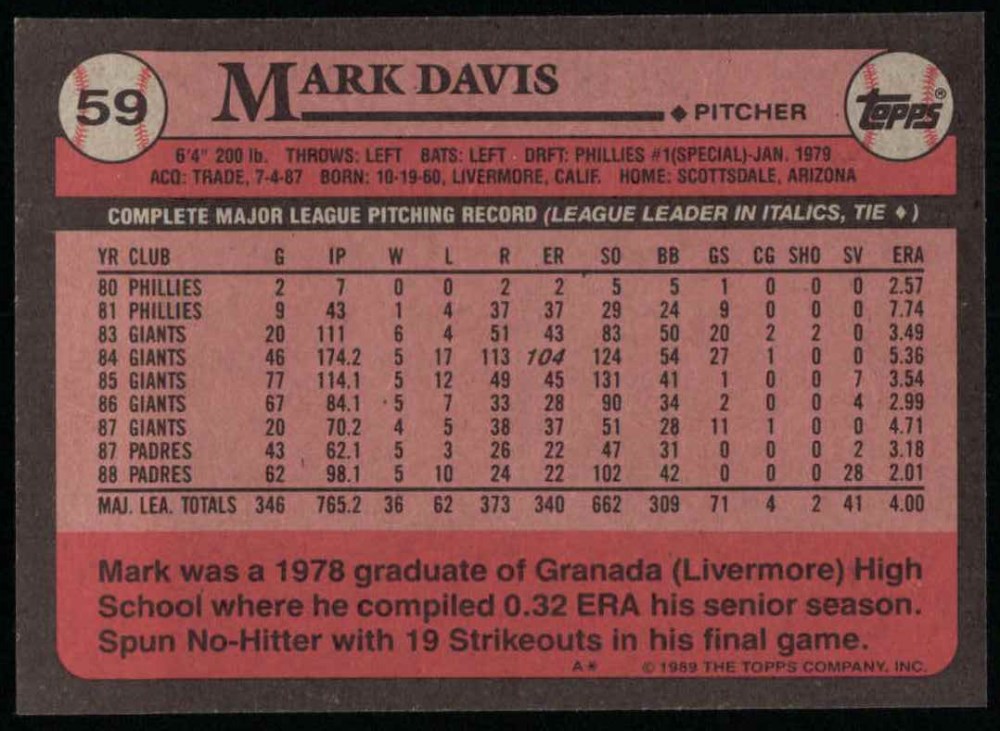 59
MARK DAVIS
♦ PITCHER
TOPPS®
6'4" 200 lb. THROWS: LEFT BATS: LEFT DRFT: PHILLIES #1(SPECIAL)-JAN. 1979
ACQ: TRADE, 7-4-87 BORN: 10-19-60, LIVERMORE, CALIF. HOME: SCOTTSDALE, ARIZONA
COMPLETE MAJOR LEAGUE PITCHING RECORD (LEAGUE LEADER IN ITALICS, TIE ♦)
YR CLUB G IP W L R ER SO BB GS CG SHO SV ERA
80 PHILLIES 2 7 0 0 2 2 5 5 1 0 0 0 2.57
81 PHILLIES 9 43 1 4 37 37 29 24 9 0 0 0 7.74
83 GIANTS 20 111 6 4 51 43 83 50 20 2 2 0 3.49
84 GIANTS 46 174.2 5 17 113 104 124 54 27 1 0 0 5.36
85 GIANTS 77 114.1 5 12 49 45 131 41 1 0 0 7 3.54
86 GIANTS 67 84.1 5 7 33 28 90 34 2 0 0 4 2.99
87 GIANTS 20 70.2 4 5 38 37 51 28 11 1 0 0 4.71
87 PADRES 43 62.1 5 3 26 22 47 31 0 0 0 2 3.18
88 PADRES 62 98.1 5 10 24 22 102 42 0 0 0 28 2.01
MAJ. LEA. TOTALS 346 765.2 36 62 373 340 662 309 71 4 2 41 4.00
Mark was a 1978 graduate of Granada (Livermore) High
School where he compiled 0.32 ERA his senior season.
Spun No-Hitter with 19 Strikeouts in his final game.
A* © 1989 THE TOPPS COMPANY, INC.